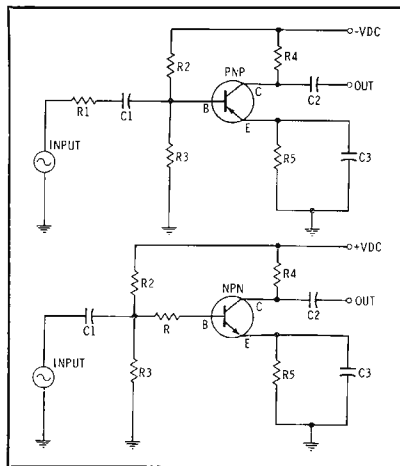 -VDC
R2
R4
PNP
C
OUT
C2
R1
C1
B
INPUT
E
R3
R5
C3
+VDC
R2
R4
NPN
C
OUT
C2
C1
R
B
INPUT
E
R3
R5
C3